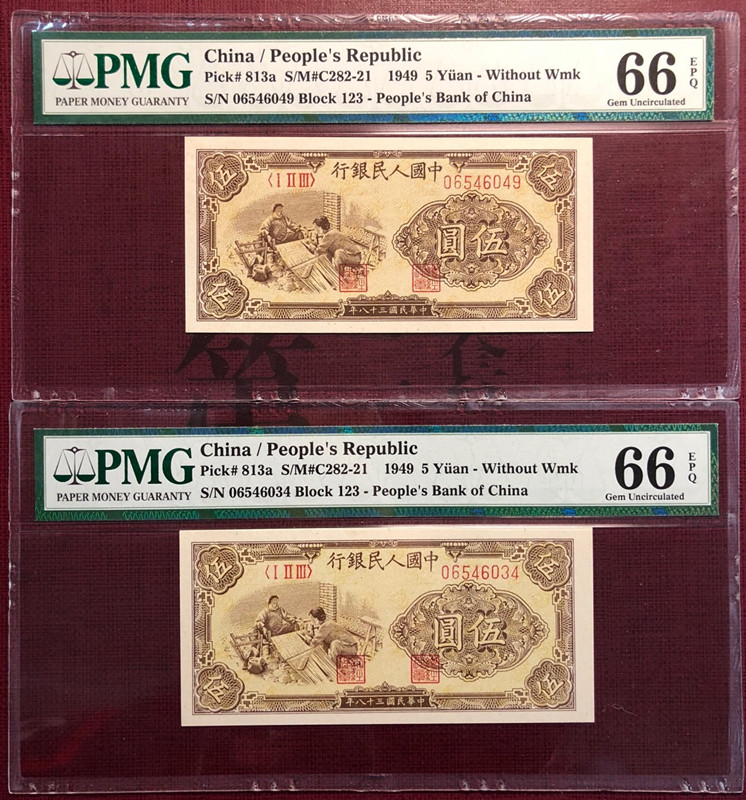 PMG
PAPER MONEY GUARANTY
China / People's Republic
Pick# 813a S/M#C282-21 1949 5 Yüan - Without Wmk
S/N 06546049 Block 123 - People's Bank of China
66
EPQ
Gem Uncirculated
行銀民人國中
〈I II III〉
06546049
伍
伍
圓伍
伍
伍
年八十三國民華中
PMG
PAPER MONEY GUARANTY
China / People's Republic
Pick# 813a S/M#C282-21 1949 5 Yüan - Without Wmk
S/N 06546034 Block 123 - People's Bank of China
66
EPQ
Gem Uncirculated
行銀民人國中
〈I II III〉
06546034
伍
伍
圓伍
伍
伍
年八十三國民華中